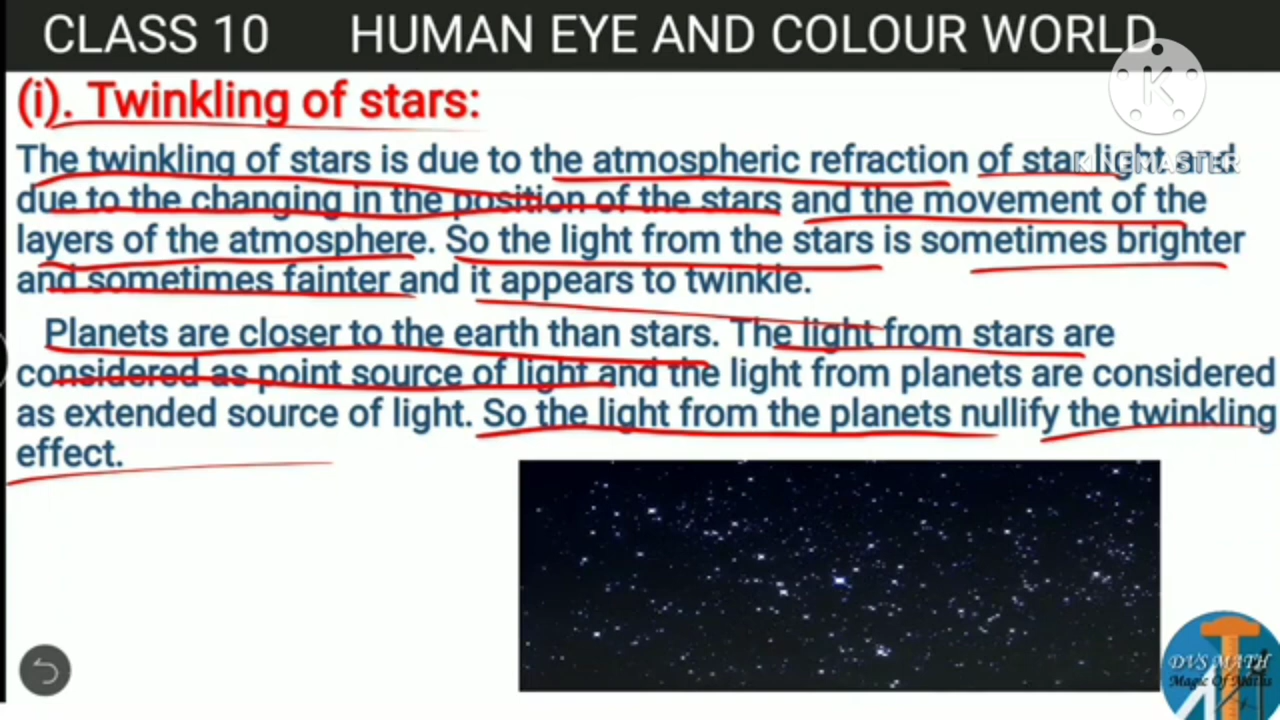 CLASS 10 HUMAN EYE AND COLOUR WORLD
K
KINEMASTER
(i). Twinkling of stars:
The twinkling of stars is due to the atmospheric refraction of star light and
due to the changing in the position of the stars and the movement of the
layers of the atmosphere. So the light from the stars is sometimes brighter
and sometimes fainter and it appears to twinkle.
Planets are closer to the earth than stars. The light from stars are
considered as point source of light and the light from planets are considered
as extended source of light. So the light from the planets nullify the twinkling
effect.
DVS MATH
Magic Of Maths